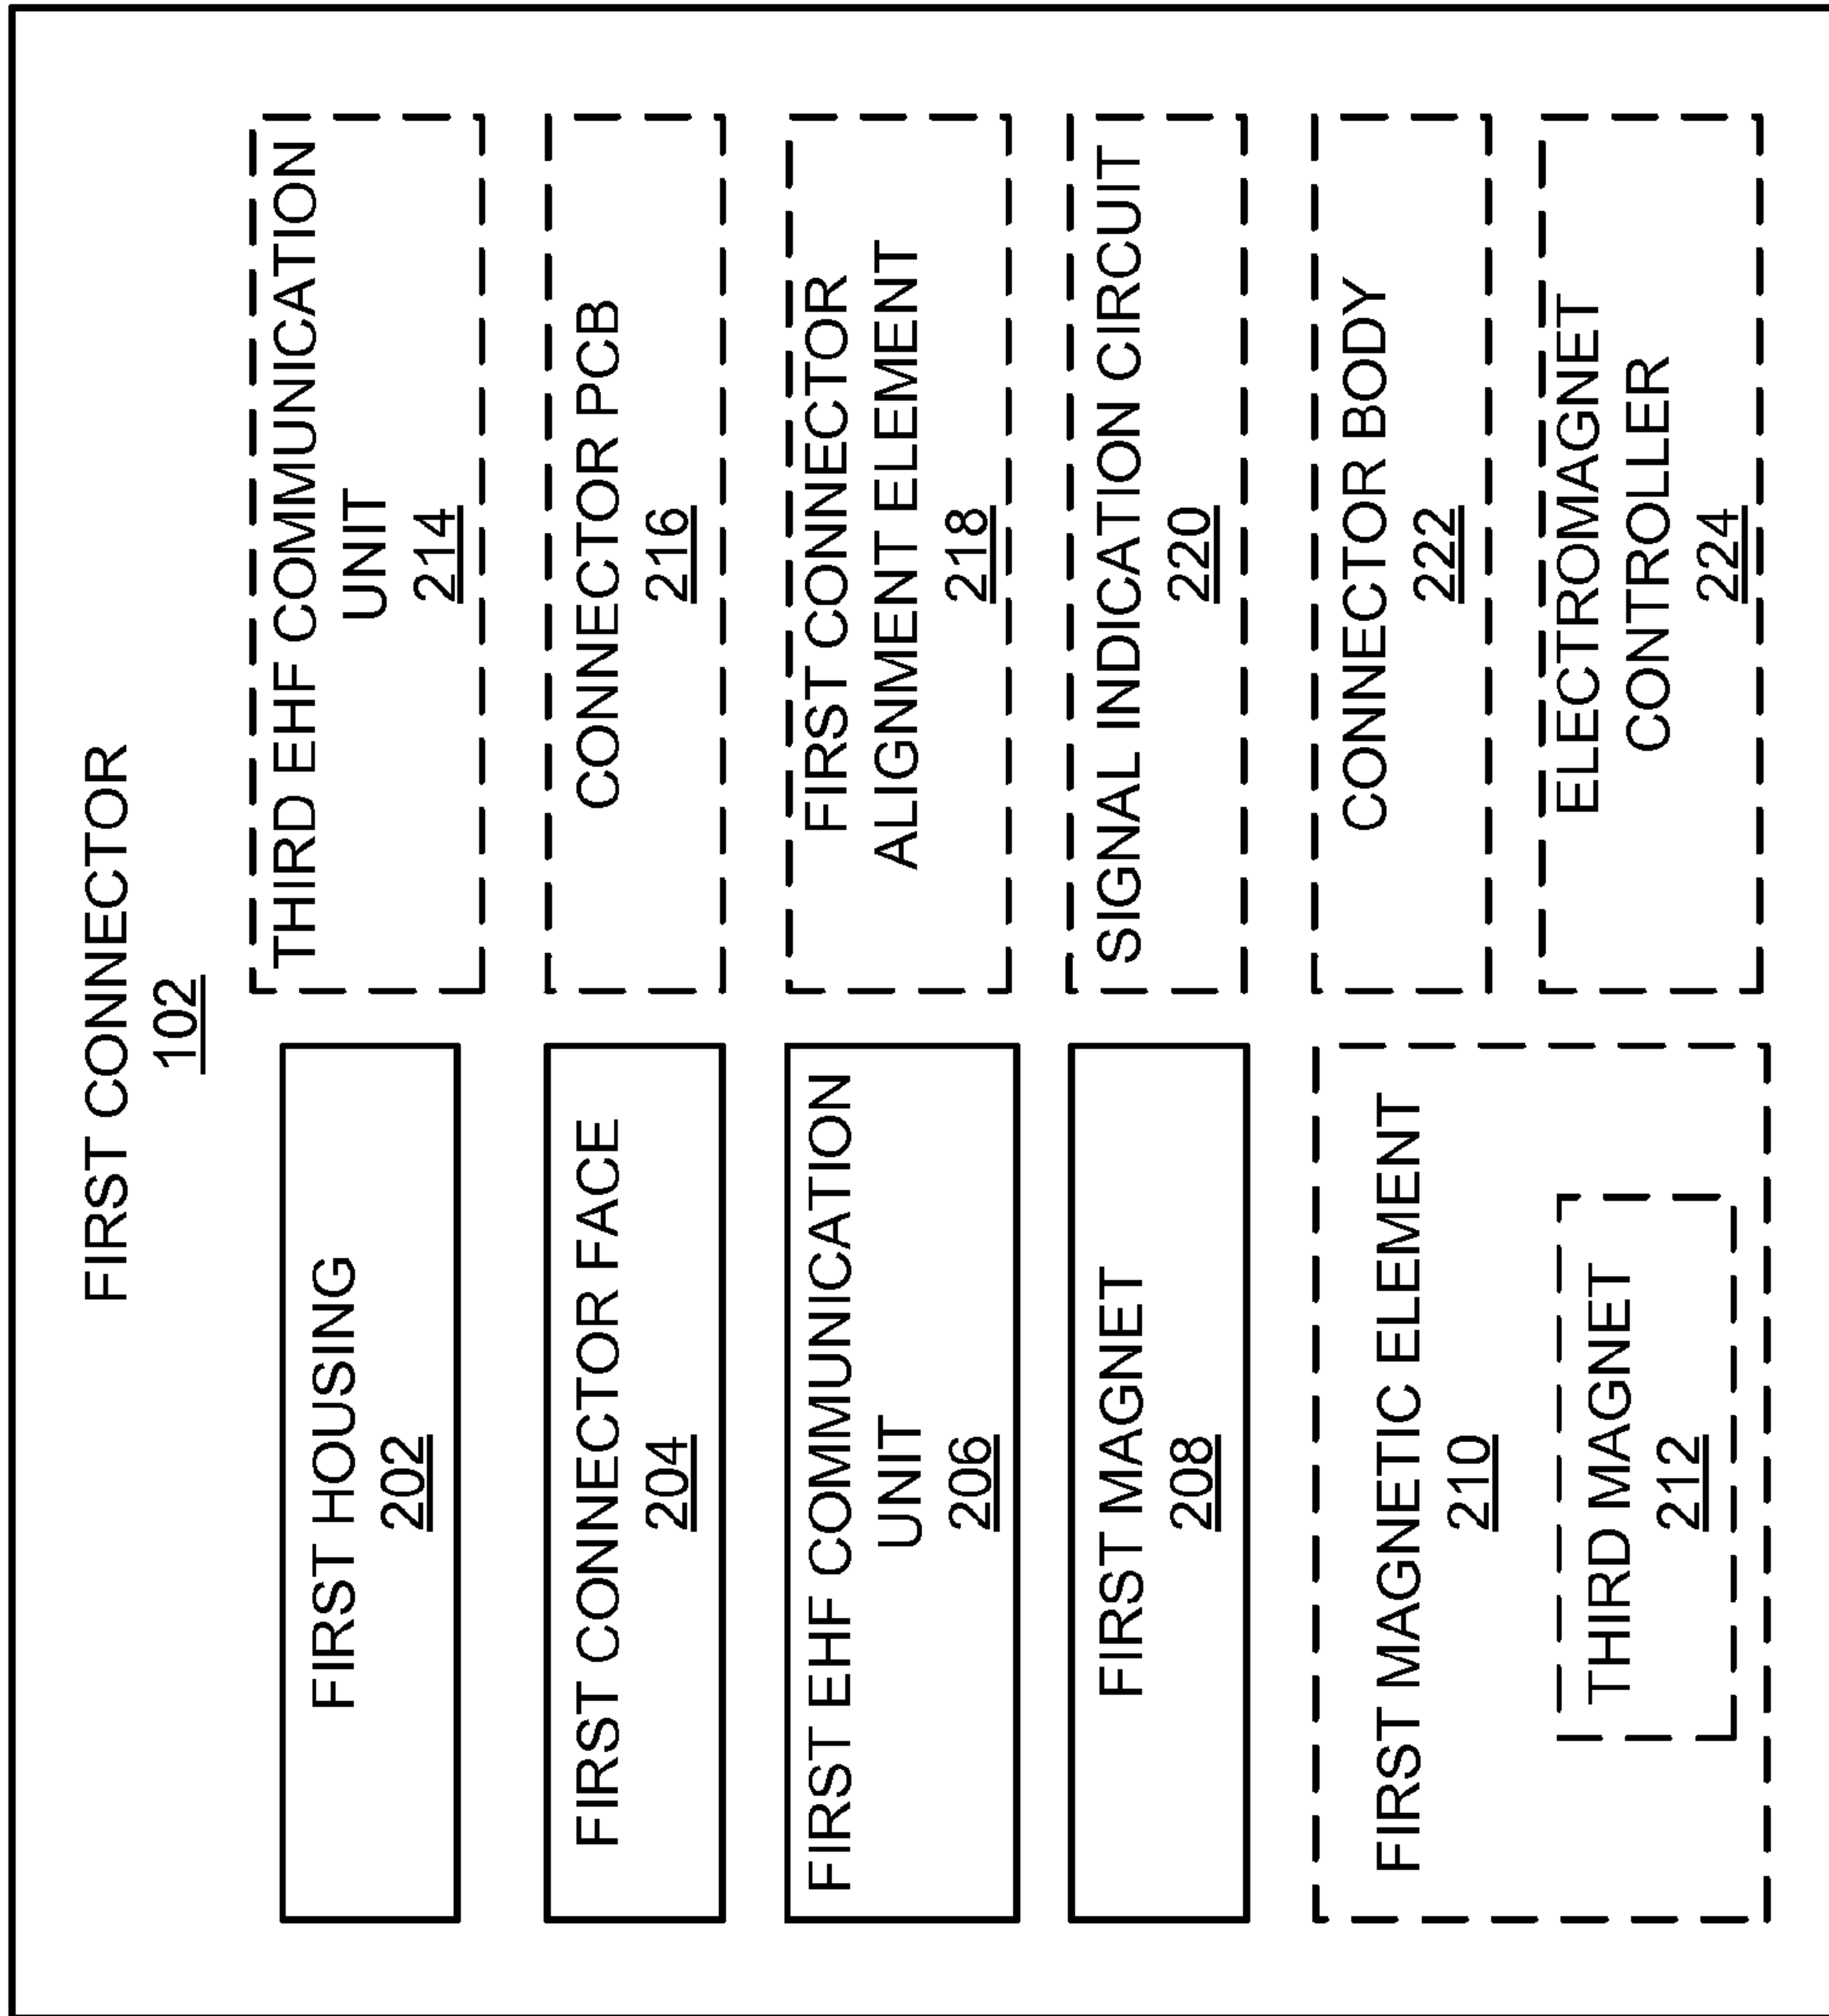 FIRST CONNECTOR
102
FIRST HOUSING
202
FIRST CONNECTOR FACE
204
FIRST EHF COMMUNICATION
UNIT
206
FIRST MAGNET
208
FIRST MAGNETIC ELEMENT
210
THIRD MAGNET
212
THIRD EHF COMMUNICATION
UNIT
214
CONNECTOR PCB
216
FIRST CONNECTOR
ALIGNMENT ELEMENT
218
SIGNAL INDICATION CIRCUIT
220
CONNECTOR BODY
222
ELECTROMAGNET
CONTROLLER
224